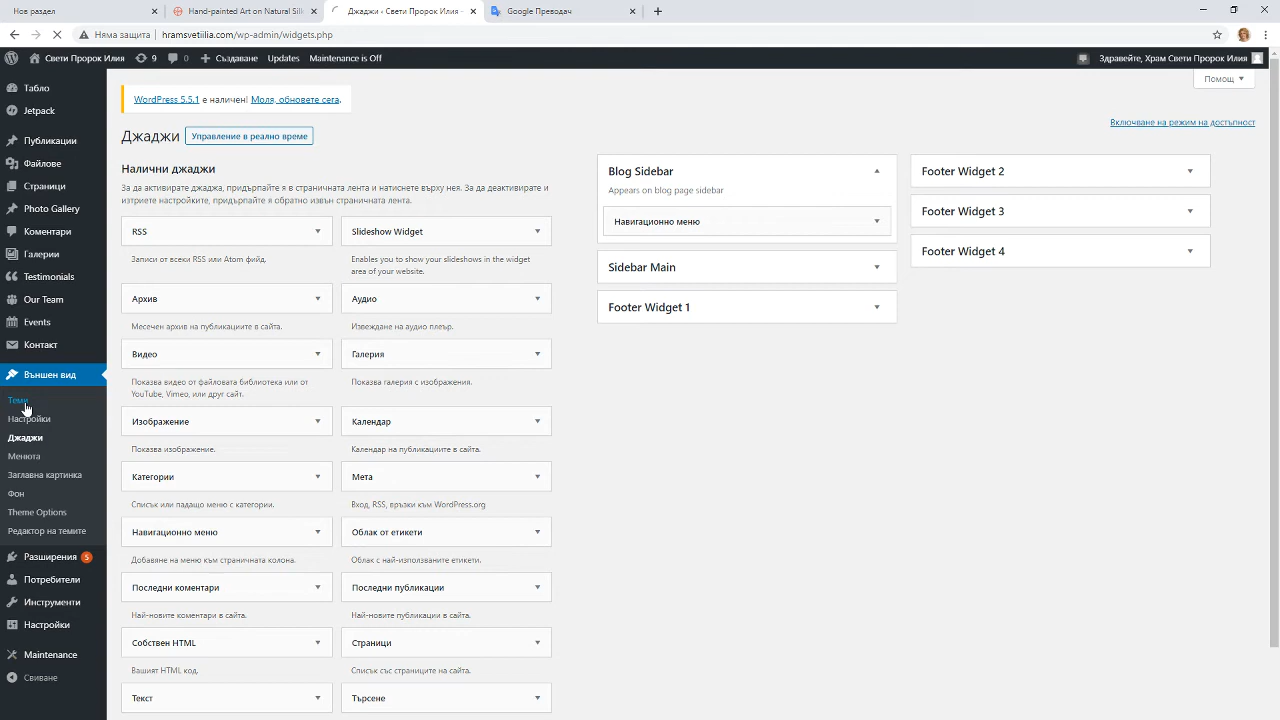 Нов раздел
Hand-painted Art on Natural Silk
Джаджи ‹ Свети Пророк Илия —
Google Преводач
Няма защита | hramsvetiilia.com/wp-admin/widgets.php
Свети Пророк Илия 9 0 Създаване Updates Maintenance is Off
Здравейте, Храм Свети Пророк Илия
Табло
Jetpack
Публикации
Файлове
Страници
Photo Gallery
Коментари
Галерии
Testimonials
Our Team
Events
Контакт
Външен вид
Теми
Настройки
Джаджи
Менюта
Заглавна картинка
Фон
Theme Options
Редактор на темите
Разширения 5
Потребители
Инструменти
Настройки
Maintenance
Свиване
Помощ
WordPress 5.5.1 е наличен! Моля, обновете сега.
Включване на режим на достъпност
Джаджи Управление в реално време
Налични джаджи
За да активирате джаджа, придърпайте я в страничната лента и натиснете върху нея. За да деактивирате и
изтриете настройките, придърпайте я обратно извън страничната лента.
RSS
Записи от всеки RSS или Atom фийд.
Slideshow Widget
Enables you to show your slideshows in the widget
area of your website.
Архив
Месечен архив на публикациите в сайта.
Аудио
Извеждане на аудио плеър.
Видео
Показва видео от файловата библиотека или от
YouTube, Vimeo, или друг сайт.
Галерия
Показва галерия с изображения.
Изображение
Показва изображение.
Календар
Календар на публикациите в сайта.
Категории
Списък или падащо меню с категории.
Мета
Вход, RSS, връзки към WordPress.org
Навигационно меню
Добавяне на меню към страничната колона.
Облак от етикети
Облак с най-използваните етикети.
Последни коментари
Най-новите коментари в сайта.
Последни публикации
Най-новите публикации в сайта.
Собствен HTML
Вашият HTML код.
Страници
Списък със страниците на сайта.
Текст
Търсене
Blog Sidebar
Appears on blog page sidebar
Навигационно меню
Sidebar Main
Footer Widget 1
Footer Widget 2
Footer Widget 3
Footer Widget 4